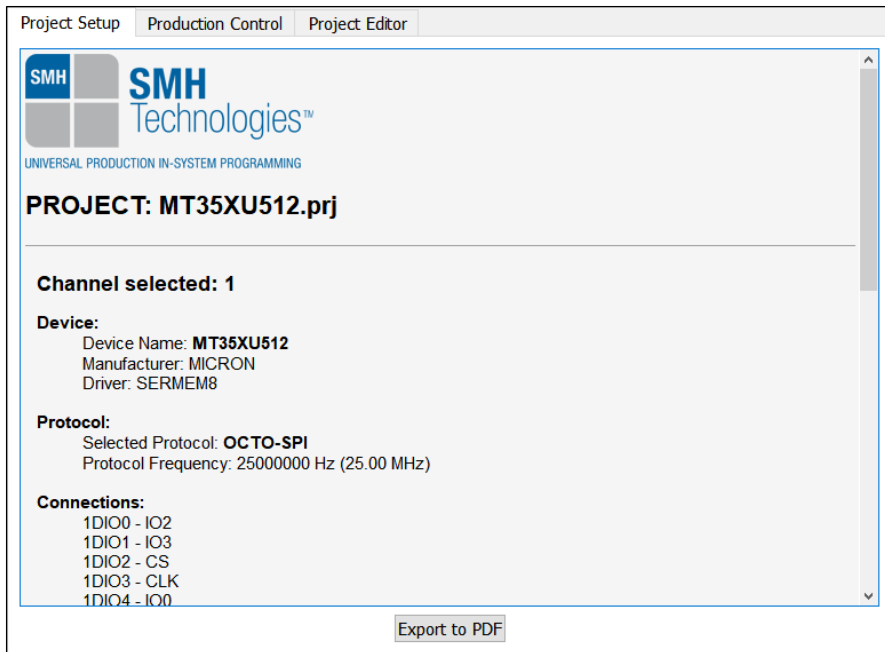 Project Setup Production Control Project Editor
SMH
SMH
Technologies™
UNIVERSAL PRODUCTION IN-SYSTEM PROGRAMMING
PROJECT: MT35XU512.prj
Channel selected: 1
Device:
Device Name: MT35XU512
Manufacturer: MICRON
Driver: SERMEM8
Protocol:
Selected Protocol: OCTO-SPI
Protocol Frequency: 25000000 Hz (25.00 MHz)
Connections:
1DIO0 - IO2
1DIO1 - IO3
1DIO2 - CS
1DIO3 - CLK
1DIO4 - IO0
Export to PDF